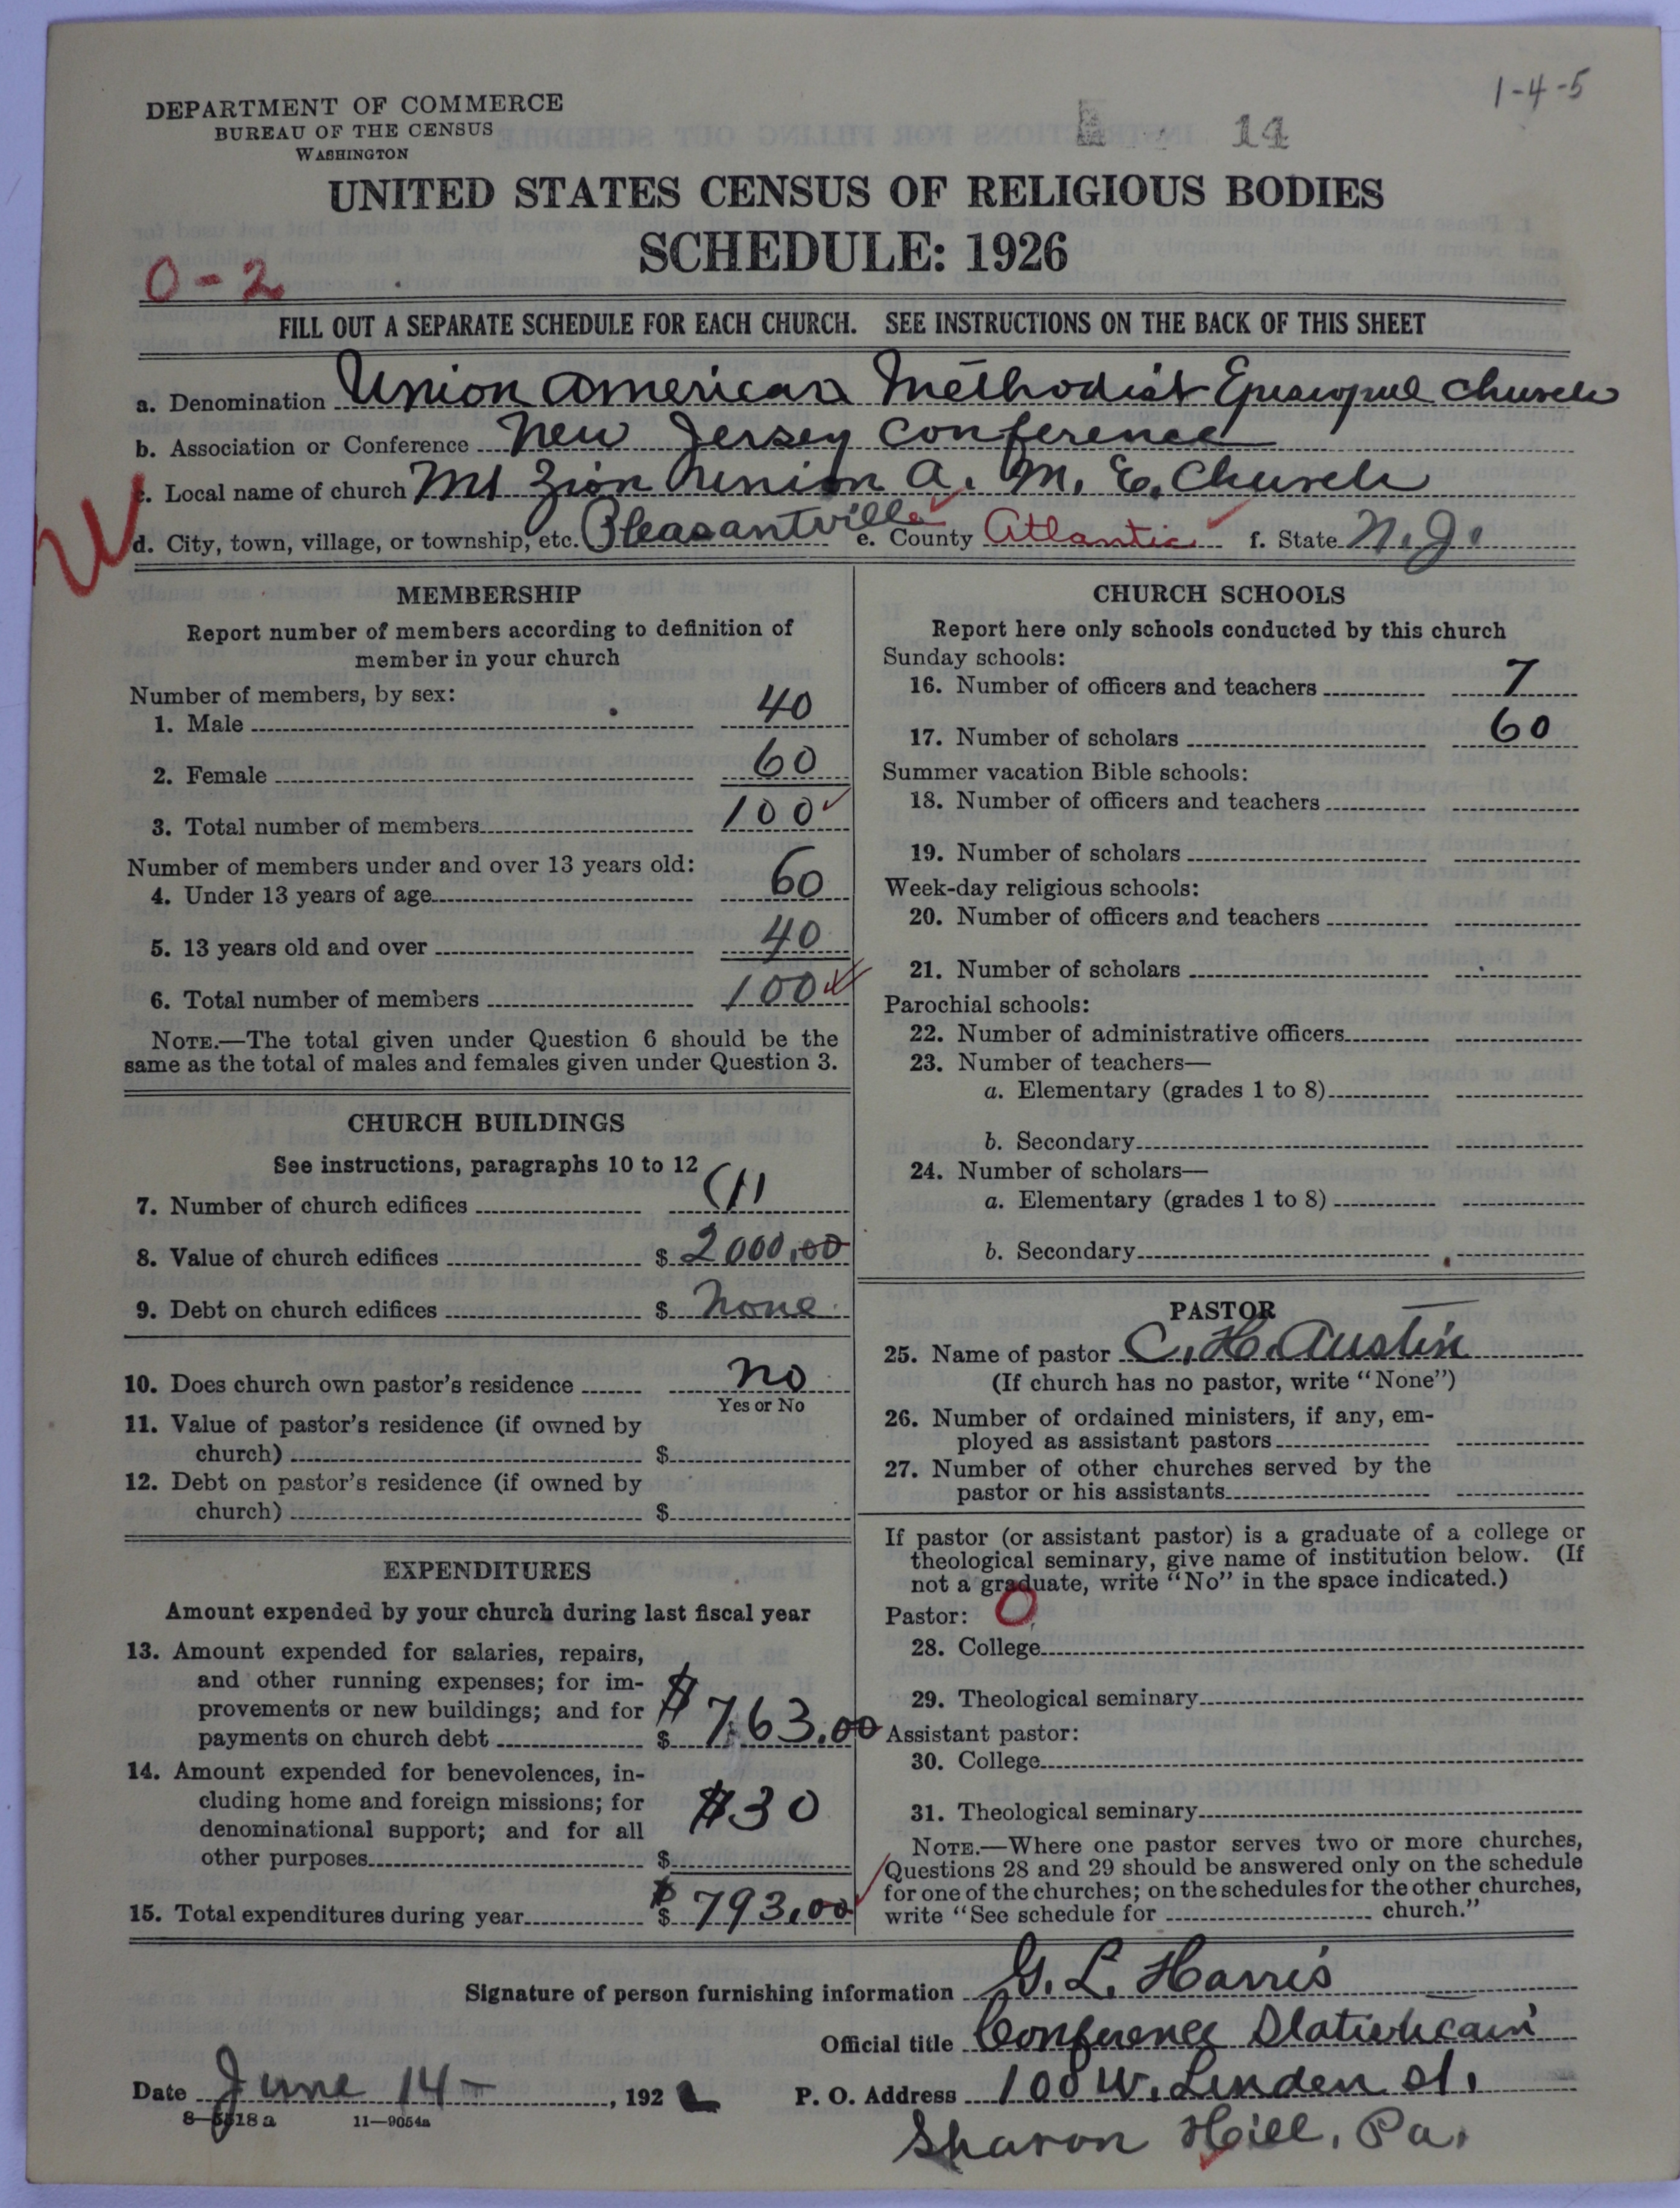 1-4-5
DEPARTMENT OF COMMERCE
BUREAU OF THE CENSUS
WASHINGTON
14
UNITED STATES CENSUS OF RELIGIOUS BODIES
SCHEDULE: 1926
0-2
FILL OUT A SEPARATE SCHEDULE FOR EACH CHURCH. SEE INSTRUCTIONS ON THE BACK OF THIS SHEET
a. Denomination Union American Methodist Episcopal Church
b. Association or Conference New Jersey Conference
c. Local name of church Mt Zion Union A. M. E. Church
d. City, town, village, or township, etc. Pleasantville e. County Atlantic f. State N.J.
MEMBERSHIP
Report number of members according to definition of
member in your church
Number of members, by sex:
1. Male 40
2. Female 60
3. Total number of members 100
Number of members under and over 13 years old:
4. Under 13 years of age 60
5. 13 years old and over 40
6. Total number of members 100
NOTE.—The total given under Question 6 should be the
same as the total of males and females given under Question 3.
CHURCH BUILDINGS
See instructions, paragraphs 10 to 12
7. Number of church edifices (1)
8. Value of church edifices $ 2000.00
9. Debt on church edifices $ None
10. Does church own pastor's residence no
Yes or No
11. Value of pastor's residence (if owned by
church) $
12. Debt on pastor's residence (if owned by
church) $
EXPENDITURES
Amount expended by your church during last fiscal year
13. Amount expended for salaries, repairs,
and other running expenses; for im-
provements or new buildings; and for
payments on church debt $ $763.00
14. Amount expended for benevolences, in-
cluding home and foreign missions; for
denominational support; and for all
other purposes $ $30
15. Total expenditures during year $ $793.00
CHURCH SCHOOLS
Report here only schools conducted by this church
Sunday schools:
16. Number of officers and teachers 7
17. Number of scholars 60
Summer vacation Bible schools:
18. Number of officers and teachers
19. Number of scholars
Week-day religious schools:
20. Number of officers and teachers
21. Number of scholars
Parochial schools:
22. Number of administrative officers
23. Number of teachers—
a. Elementary (grades 1 to 8)
b. Secondary
24. Number of scholars—
a. Elementary (grades 1 to 8)
b. Secondary
PASTOR
25. Name of pastor C. H. Austin
(If church has no pastor, write "None")
26. Number of ordained ministers, if any, em-
ployed as assistant pastors
27. Number of other churches served by the
pastor or his assistants
If pastor (or assistant pastor) is a graduate of a college or
theological seminary, give name of institution below. (If
not a graduate, write "No" in the space indicated.)
Pastor: 0
28. College
29. Theological seminary
Assistant pastor:
30. College
31. Theological seminary
NOTE.—Where one pastor serves two or more churches,
Questions 28 and 29 should be answered only on the schedule
for one of the churches; on the schedules for the other churches,
write "See schedule for church."
Signature of person furnishing information G. L. Harris
Official title Conference
Date June 14 , 192 P. O. Address 100 W. Linden St.
8—5518 a 11—9054a
Sharon Hill, Pa.